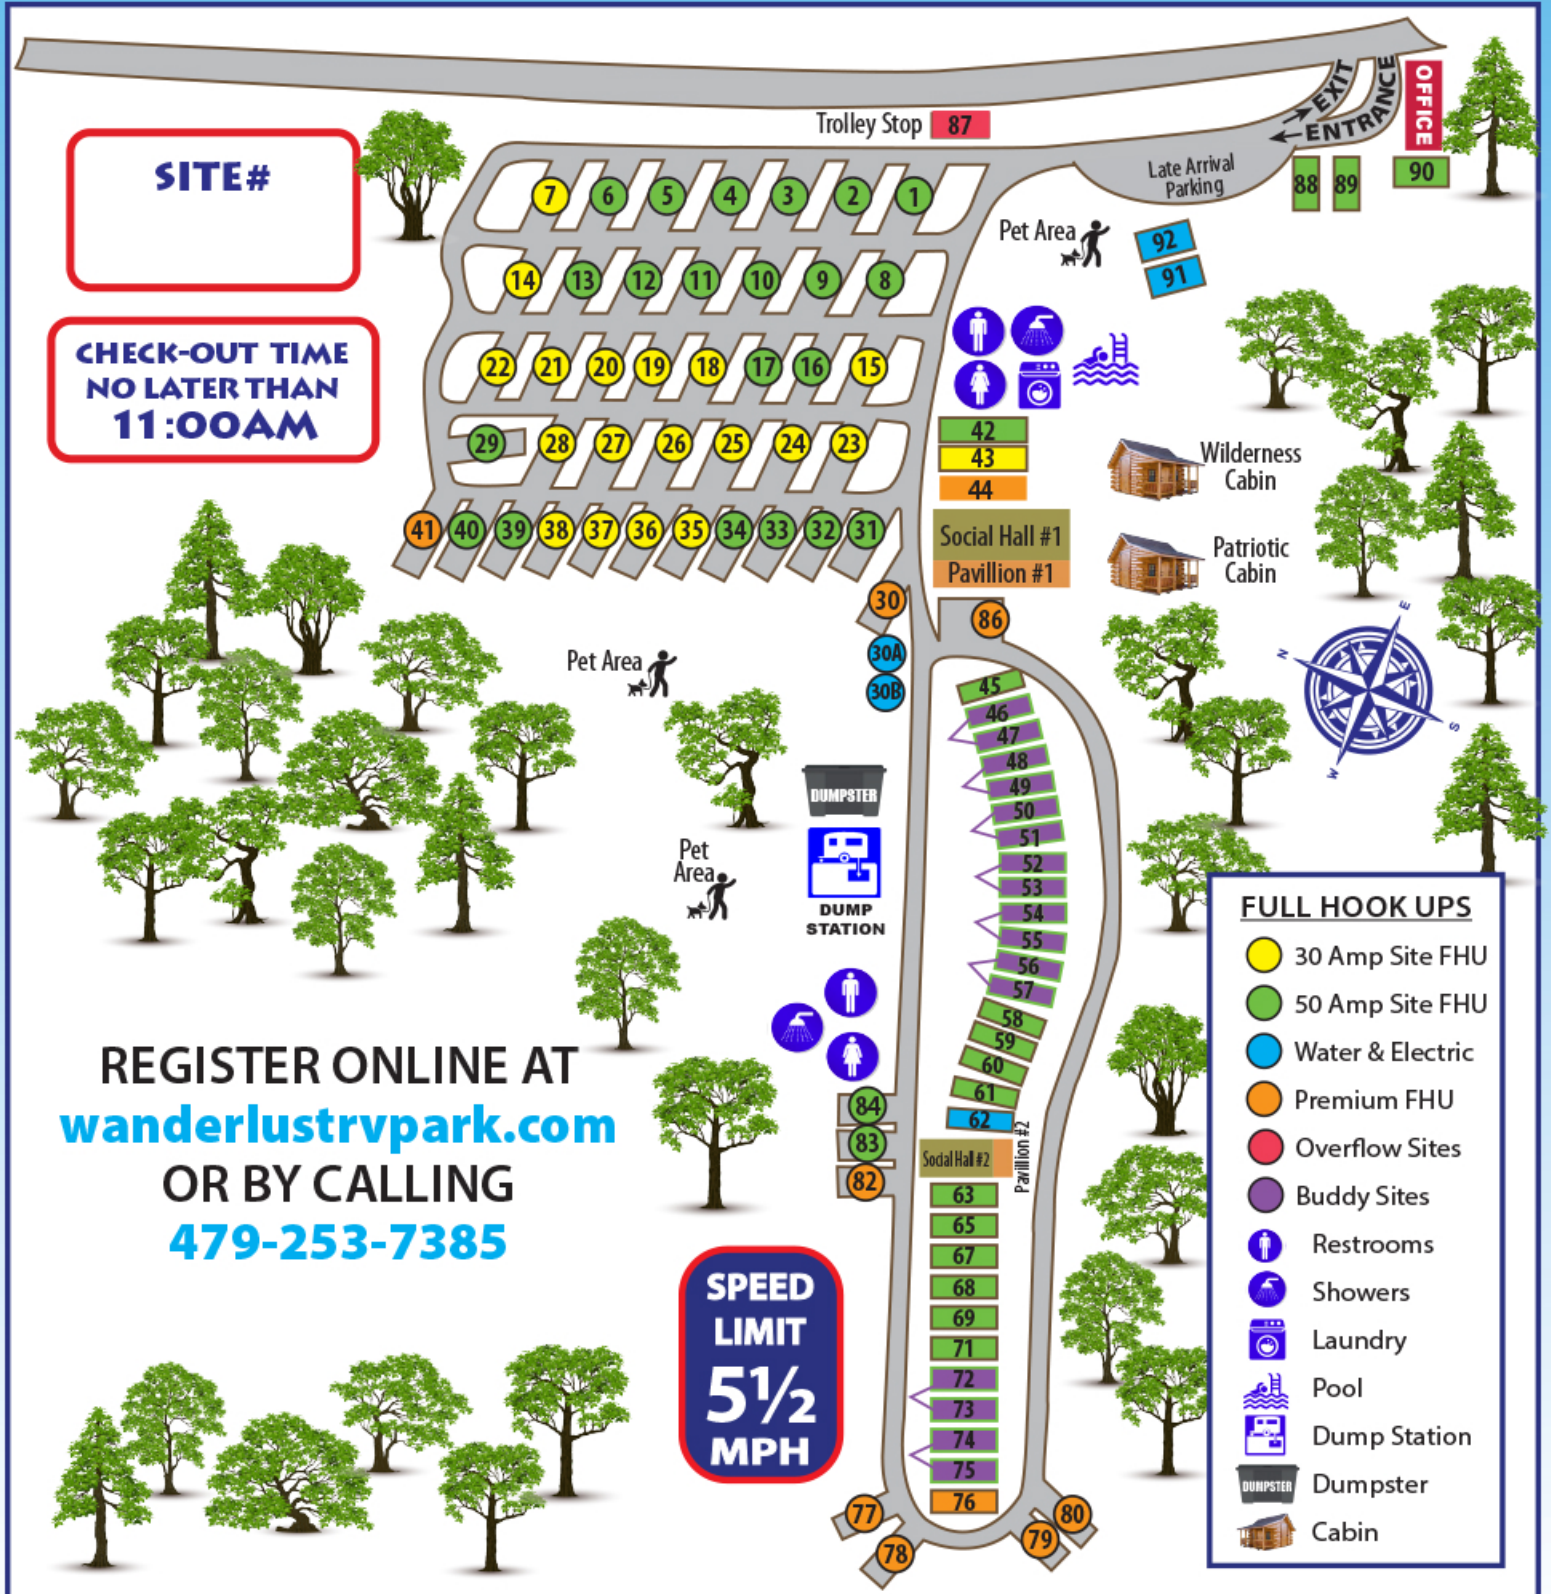 EXIT
ENTRANCE
OFFICE
Trolley Stop 87
Late Arrival
Parking
88 89 90
SITE#
7 6 5 4 3 2 1
Pet Area
92
91
14 13 12 11 10 9 8
CHECK-OUT TIME
NO LATER THAN
11:00AM
22 21 20 19 18 17 16 15
29 28 27 26 25 24 23
42
43
44
Wilderness
Cabin
41 40 39 38 37 36 35 34 33 32 31
Social Hall #1
Pavillion #1
Patriotic
Cabin
30
86
30A
30B
Pet Area
E
N
S
W
45
46
47
48
49
50
51
52
53
54
55
56
57
58
59
60
61
62
DUMPSTER
Pet
Area
DUMP
STATION
84
83
82
Social Hall #2
Pavillion #2
63
65
67
68
69
71
72
73
74
75
76
77
78
79
80
REGISTER ONLINE AT
wanderlustrvpark.com
OR BY CALLING
479-253-7385
SPEED
LIMIT
5½
MPH
FULL HOOK UPS
30 Amp Site FHU
50 Amp Site FHU
Water & Electric
Premium FHU
Overflow Sites
Buddy Sites
Restrooms
Showers
Laundry
Pool
Dump Station
DUMPSTER Dumpster
Cabin